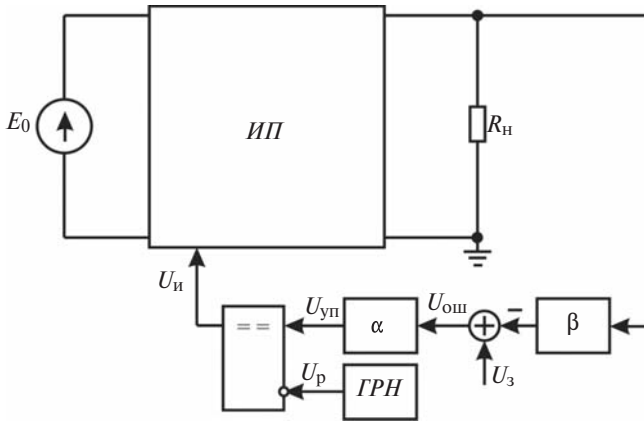 E₀
ИП
Rн
Uи
Uуп
Uош
==
α
+
−
β
Uр
ГРН
Uз